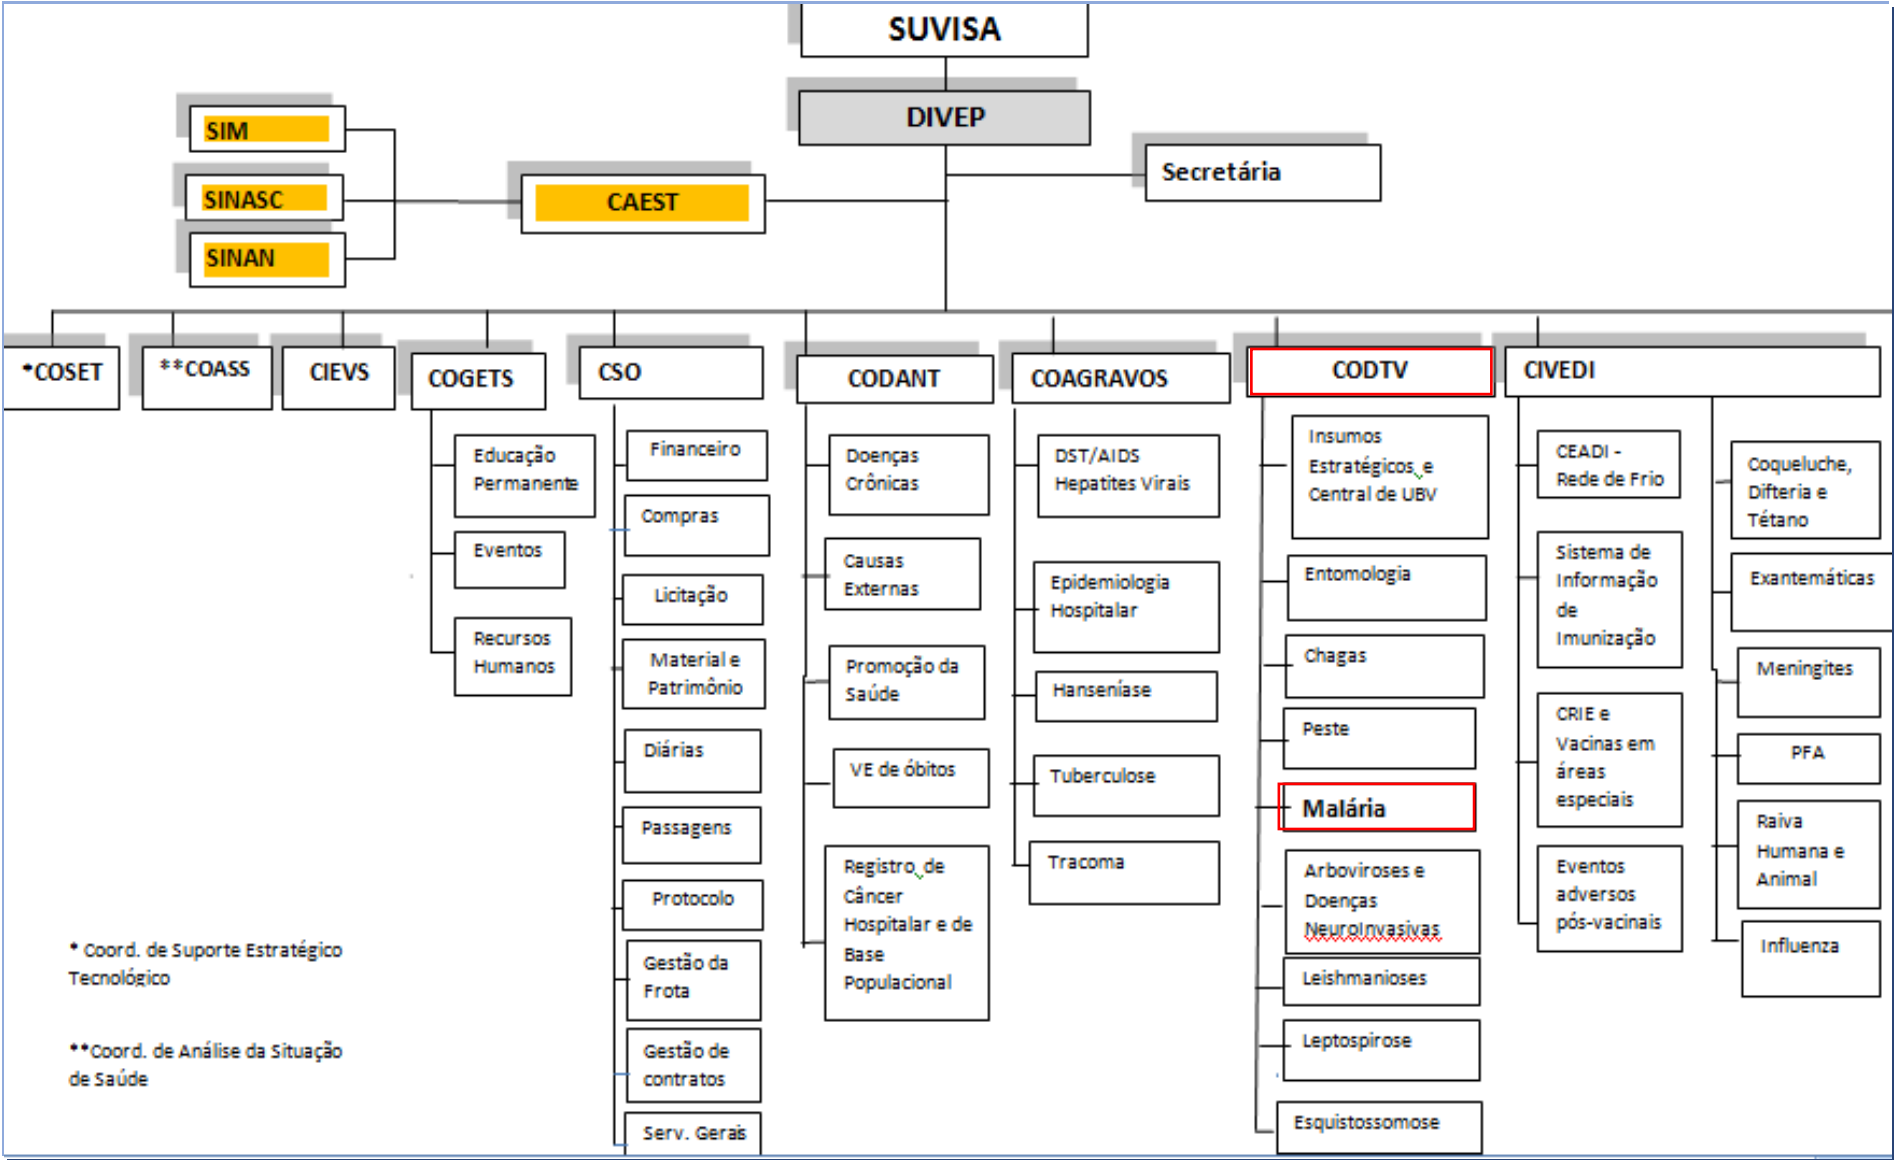 SUVISA
DIVEP
Secretária
SIM
SINASC
SINAN
CAEST
*COSET
**COASS
CIEVS
COGETS
CSO
CODANT
COAGRAVOS
CODTV
CIVEDI
Educação
Permanente
Eventos
Recursos
Humanos
Financeiro
Compras
Licitação
Material e
Patrimônio
Diárias
Passagens
Protocolo
Gestão da
Frota
Gestão de
contratos
Serv. Gerais
Doenças
Crônicas
Causas
Externas
Promoção da
Saúde
VE de óbitos
Registro de
Câncer
Hospitalar e de
Base
Populacional
DST/AIDS
Hepatites Virais
Epidemiologia
Hospitalar
Hanseníase
Tuberculose
Tracoma
Insumos
Estratégicos e
Central de UBV
Entomologia
Chagas
Peste
Malária
Arboviroses e
Doenças
NeuroInvasivas
Leishmanioses
Leptospirose
Esquistossomose
CEADI -
Rede de Frio
Sistema de
Informação
de
Imunização
CRIE e
Vacinas em
áreas
especiais
Eventos
adversos
pós-vacinais
Coqueluche,
Difteria e
Tétano
Exantemáticas
Meningites
PFA
Raiva
Humana e
Animal
Influenza
* Coord. de Suporte Estratégico
Tecnológico
**Coord. de Análise da Situação
de Saúde